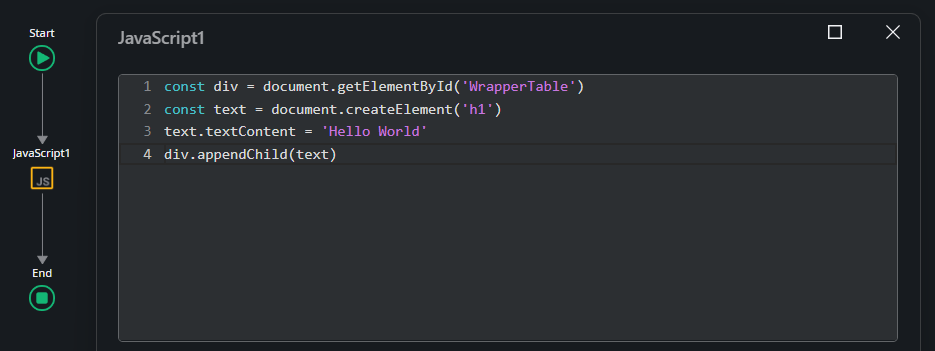 Start
JavaScript1
JS
End
JavaScript1
1 const div = document.getElementById('WrapperTable')
2 const text = document.createElement('h1')
3 text.textContent = 'Hello World'
4 div.appendChild(text)